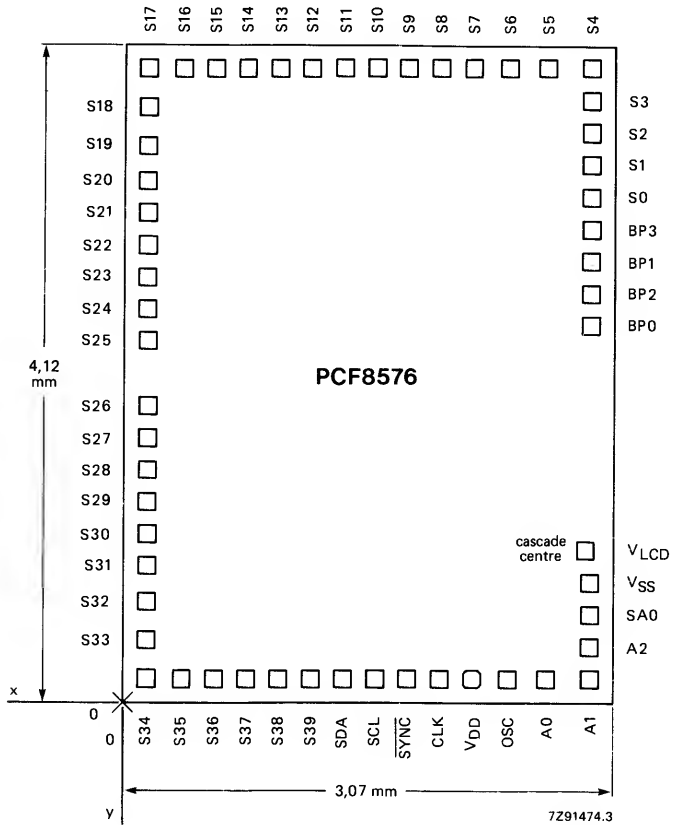 S17 S16 S15 S14 S13 S12 S11 S10 S9 S8 S7 S6 S5 S4
S18
S19
S20
S21
S22
S23
S24
S25
S26
S27
S28
S29
S30
S31
S32
S33
S3
S2
S1
S0
BP3
BP1
BP2
BP0
4,12
mm
PCF8576
cascade
centre
VLCD
VSS
SA0
A2
x
0
0
y
S34 S35 S36 S37 S38 S39 SDA SCL SYNC CLK VDD OSC A0 A1
3,07 mm
7Z91474.3